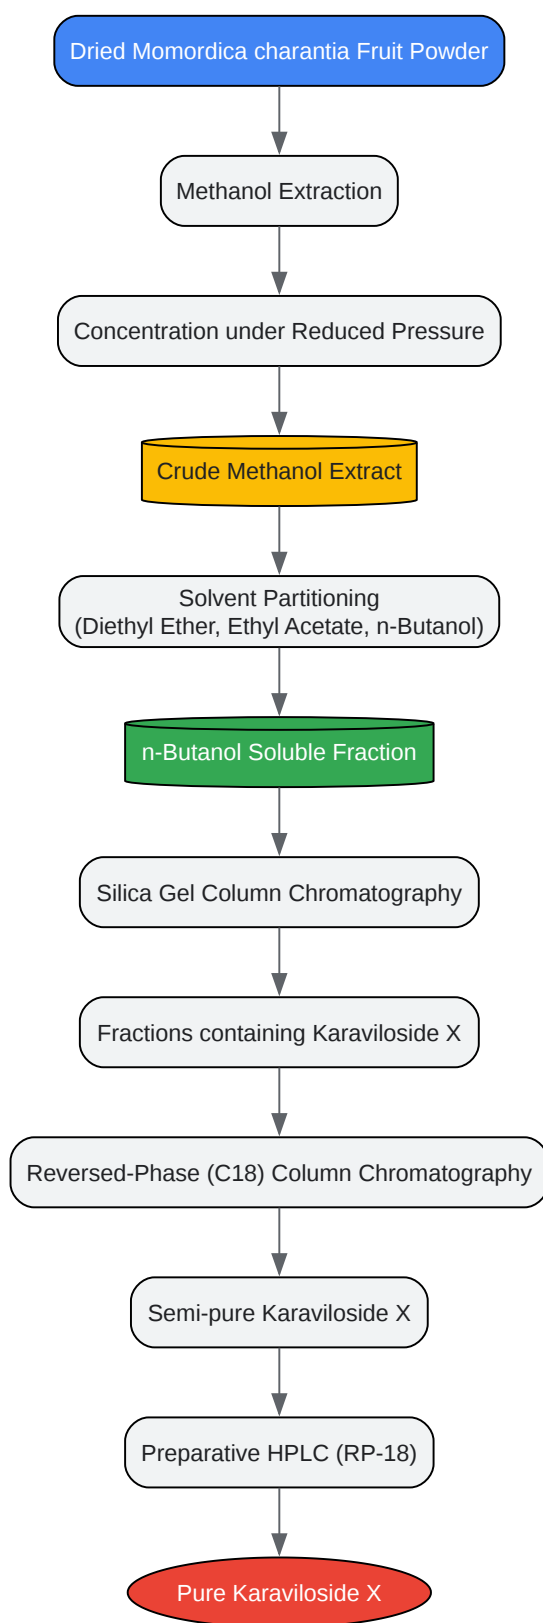 Dried Momordica charantia Fruit Powder
Methanol Extraction
Concentration under Reduced Pressure
Crude Methanol Extract
Solvent Partitioning
(Diethyl Ether, Ethyl Acetate, n-Butanol)
n-Butanol Soluble Fraction
Silica Gel Column Chromatography
Fractions containing Karaviloside X
Reversed-Phase (C18) Column Chromatography
Semi-pure Karaviloside X
Preparative HPLC (RP-18)
Pure Karaviloside X